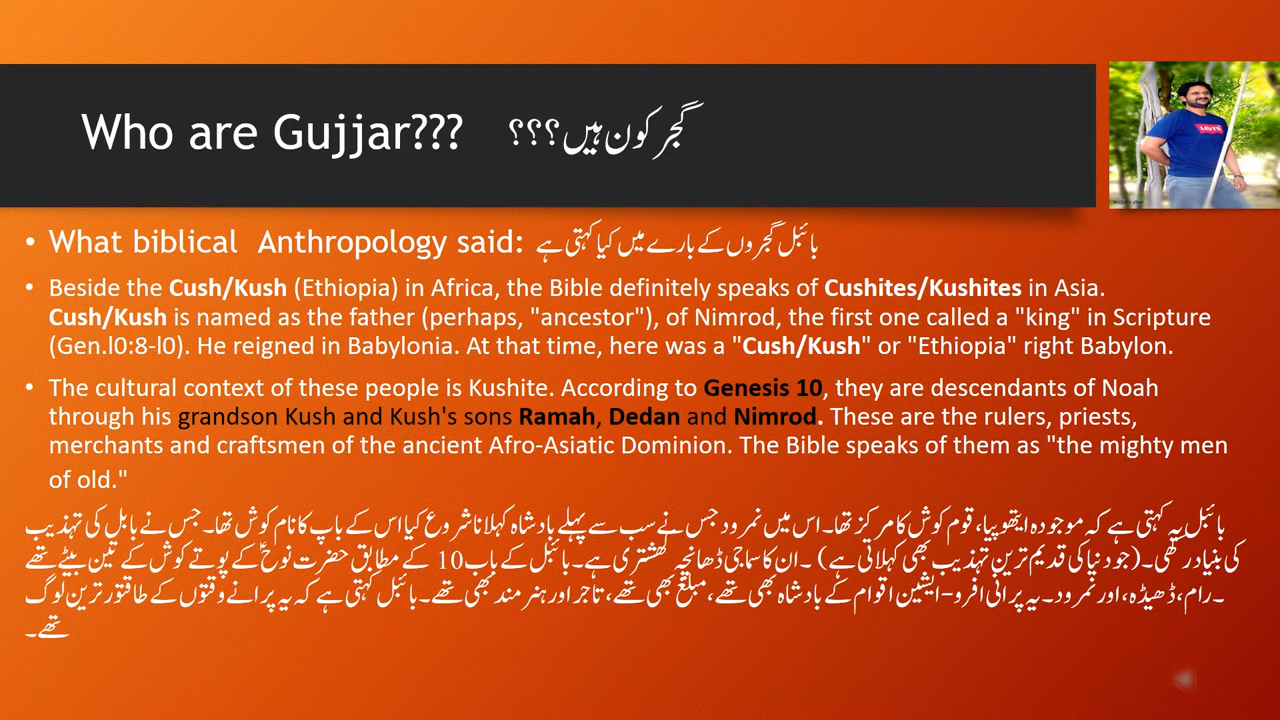 Who are Gujjar??? گجر کون ہیں؟؟؟
• What biblical Anthropology said: بائبل گجروں کے بارے میں کیا کہتی ہے
• Beside the Cush/Kush (Ethiopia) in Africa, the Bible definitely speaks of Cushites/Kushites in Asia.
Cush/Kush is named as the father (perhaps, "ancestor"), of Nimrod, the first one called a "king" in Scripture
(Gen.l0:8-l0). He reigned in Babylonia. At that time, here was a "Cush/Kush" or "Ethiopia" right Babylon.
• The cultural context of these people is Kushite. According to Genesis 10, they are descendants of Noah
through his grandson Kush and Kush's sons Ramah, Dedan and Nimrod. These are the rulers, priests,
merchants and craftsmen of the ancient Afro-Asiatic Dominion. The Bible speaks of them as "the mighty men
of old."
بائبل یہ کہتی ہے کہ موجودہ ایتھوپیا، قوم کوش کا مرکز تھا۔ اس میں نمرود جس نے سب سے پہلے بادشاہ کہلانا شروع کیا اس کے باپ کا نام کوش تھا۔ جس نے بابل کی تہذیب
کی بنیاد رکھی۔ (جو دنیا کی قدیم ترین تہذیب بھی کہلاتی ہے) ۔ ان کا سماجی ڈھانچہ کھشتری ہے۔ بائبل کے باب 10 کے مطابق حضرت نوحؑ کے پوتے کوش کے تین بیٹے تھے
۔ رام، ڈھیڈہ، اور نمرود۔ یہ پرانی افرو-ایشین اقوام کے بادشاہ بھی تھے، مبلغ بھی تھے، تاجر اور ہنر مند بھی تھے۔ بائبل کہتی ہے کہ یہ پرانے وقتوں کے طاقتور ترین لوگ
تھے۔
LEVI'S